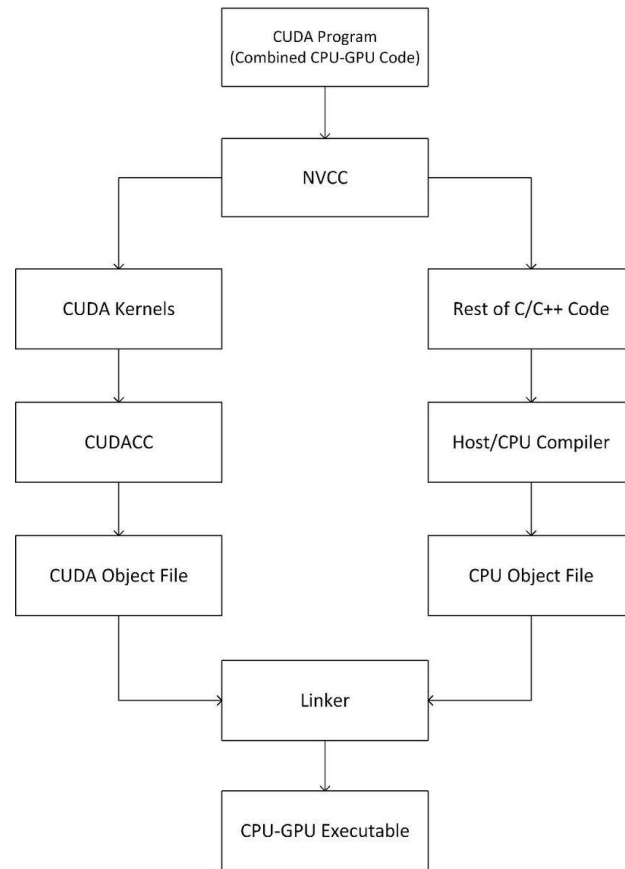 CUDA Program
(Combined CPU-GPU Code)
NVCC
CUDA Kernels
Rest of C/C++ Code
CUDACC
Host/CPU Compiler
CUDA Object File
CPU Object File
Linker
CPU-GPU Executable